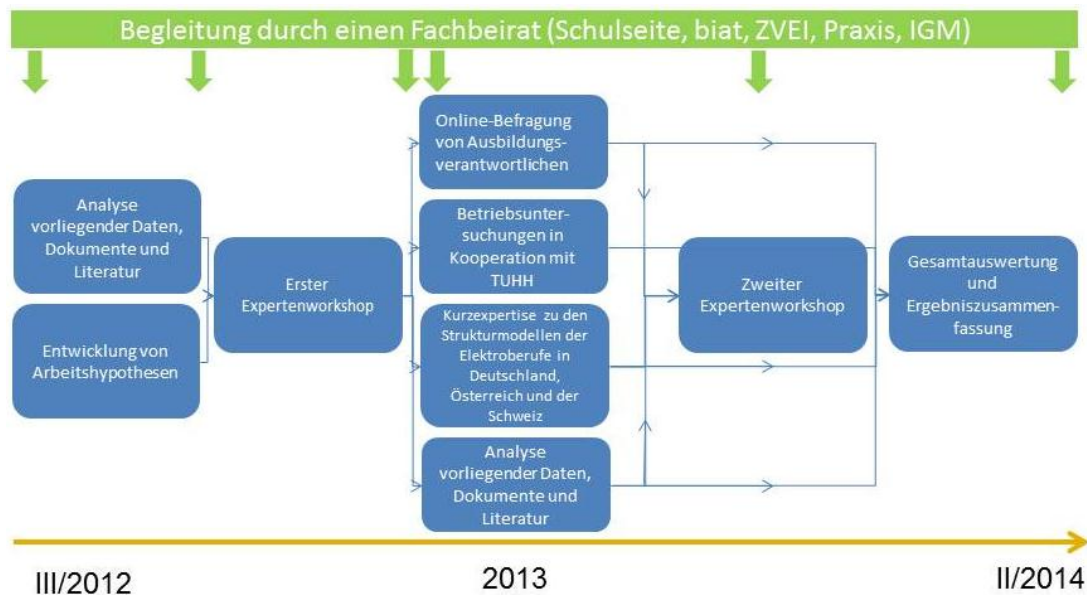 Begleitung durch einen Fachbeirat (Schulseite, biat, ZVEI, Praxis, IGM)
Analyse
vorliegender Daten,
Dokumente und
Literatur
Entwicklung von
Arbeitshypothesen
Erster
Expertenworkshop
Online-Befragung
von Ausbildungs-
verantwortlichen
Betriebsunter-
suchungen in
Kooperation mit
TUHH
Kurzexpertise zu den
Strukturmodellen der
Elektroberufe in
Deutschland,
Österreich und der
Schweiz
Analyse
vorliegender Daten,
Dokumente und
Literatur
Zweiter
Expertenworkshop
Gesamtauswertung
und
Ergebniszusammen-
fassung
III/2012
2013
II/2014